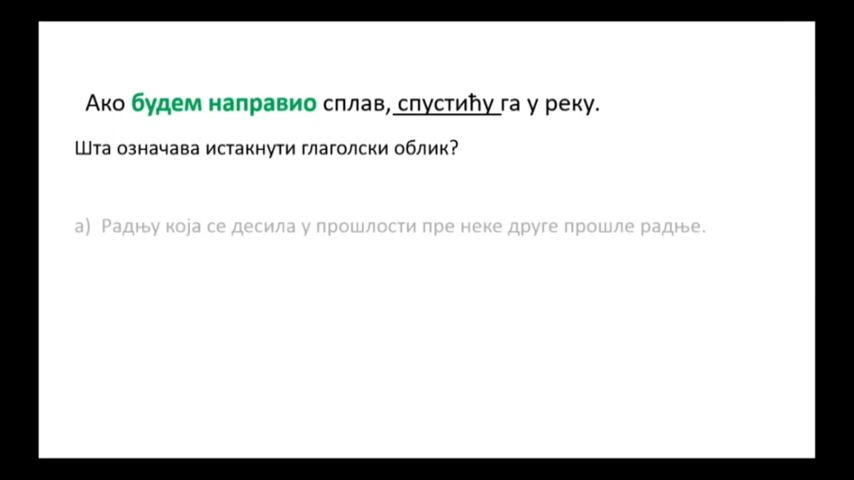 Ако будем направио сплав, спустићу га у реку.
Шта означава истакнути глаголски облик?
а) Радњу која се десила у прошлости пре неке друге прошле радње.